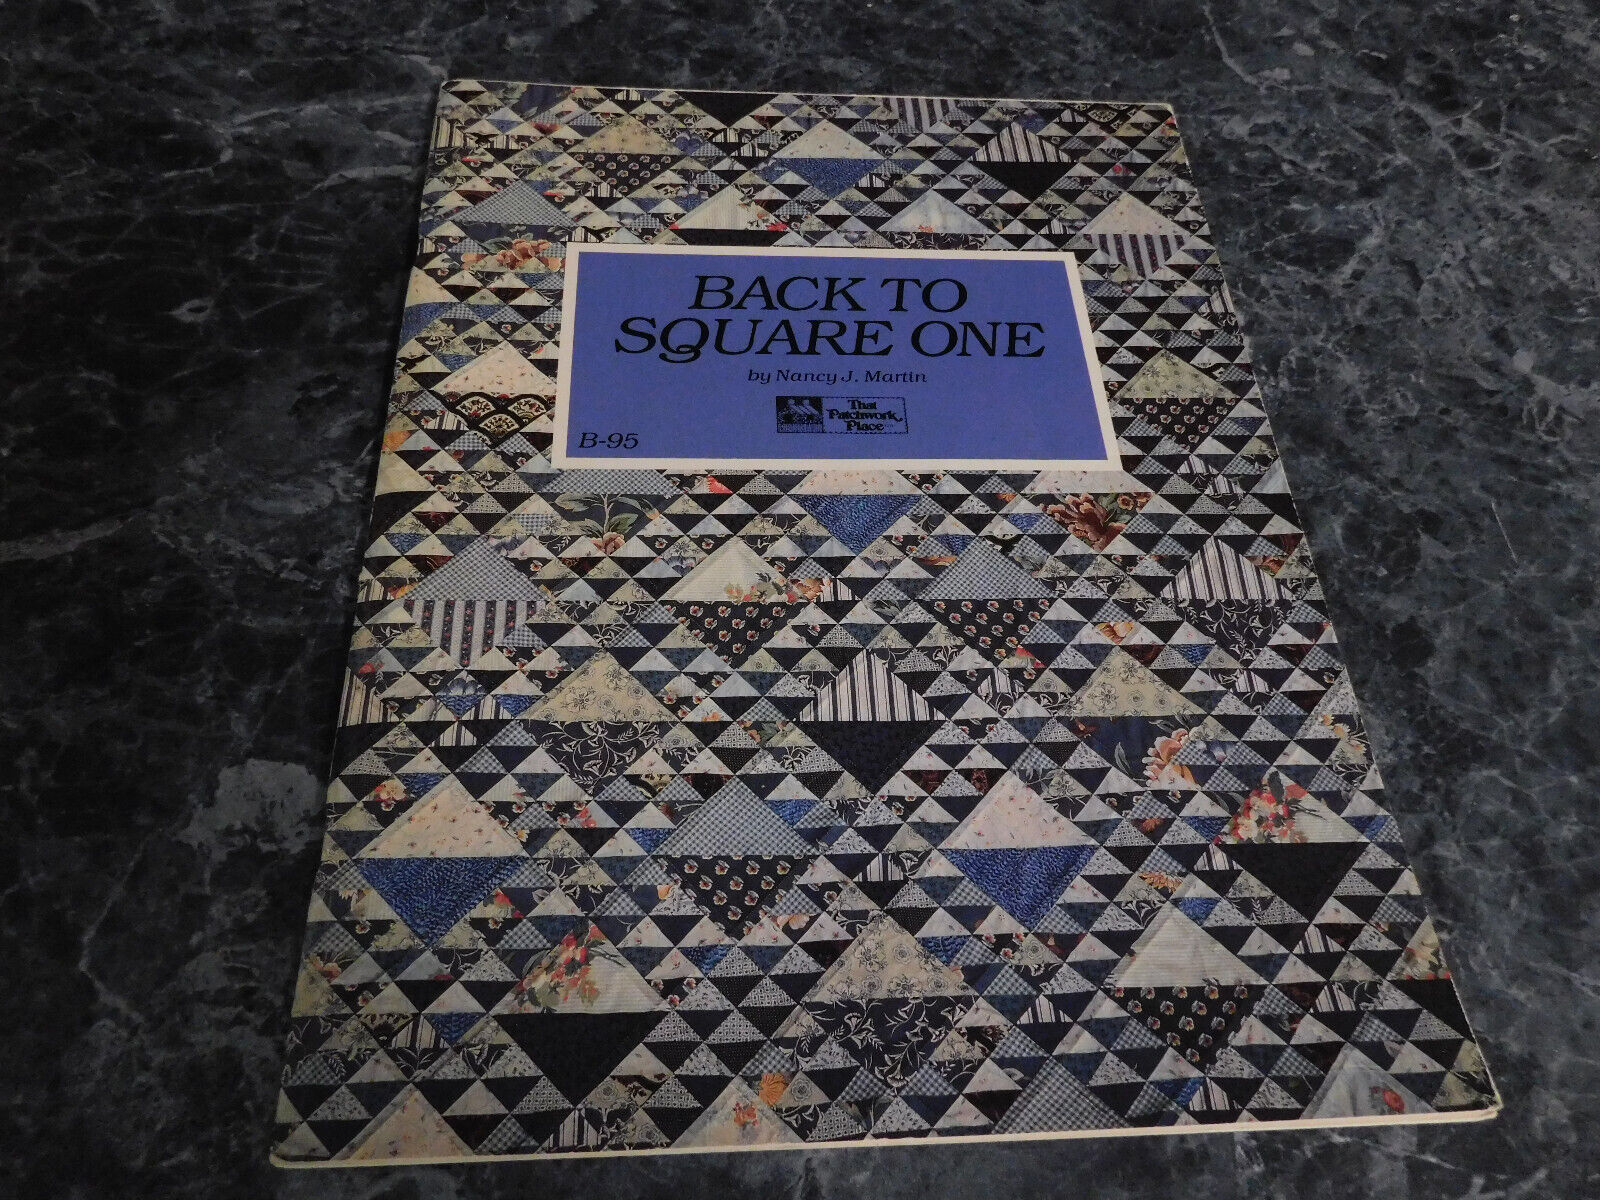 BACK TO
SQUARE ONE
by Nancy J. Martin
That
Patchwork
Place
B-95